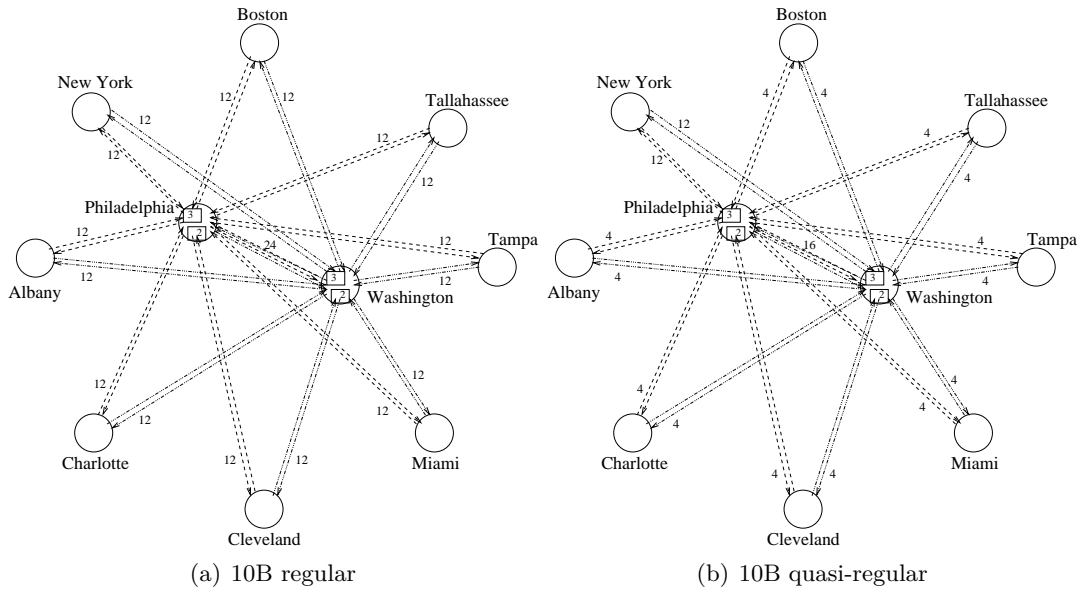 Boston
New York
12
12
Tallahassee
12
12
12
12
Philadelphia
3
2
12
24
12
Tampa
3
2
12
12
Albany
Washington
12
12
12
12
Charlotte
12
12
Miami
Cleveland
(a) 10B regular
Boston
New York
4
4
Tallahassee
12
4
12
4
Philadelphia
3
2
4
16
4
Tampa
3
2
4
4
Albany
Washington
4
4
4
4
Charlotte
4
4
Miami
Cleveland
(b) 10B quasi-regular